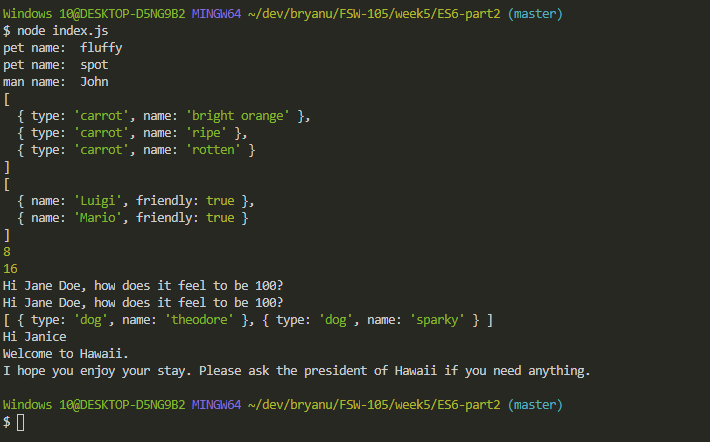 Windows 10@DESKTOP-D5NG9B2 MINGW64 ~/dev/bryanu/FSW-105/week5/ES6-part2 (master)
$ node index.js
pet name:  fluffy
pet name:  spot
man name:  John
[
  { type: 'carrot', name: 'bright orange' },
  { type: 'carrot', name: 'ripe' },
  { type: 'carrot', name: 'rotten' }
]
[
  { name: 'Luigi', friendly: true },
  { name: 'Mario', friendly: true }
]
8
16
Hi Jane Doe, how does it feel to be 100?
Hi Jane Doe, how does it feel to be 100?
[ { type: 'dog', name: 'theodore' }, { type: 'dog', name: 'sparky' } ]
Hi Janice
Welcome to Hawaii.
I hope you enjoy your stay. Please ask the president of Hawaii if you need anything.
Windows 10@DESKTOP-D5NG9B2 MINGW64 ~/dev/bryanu/FSW-105/week5/ES6-part2 (master)
$